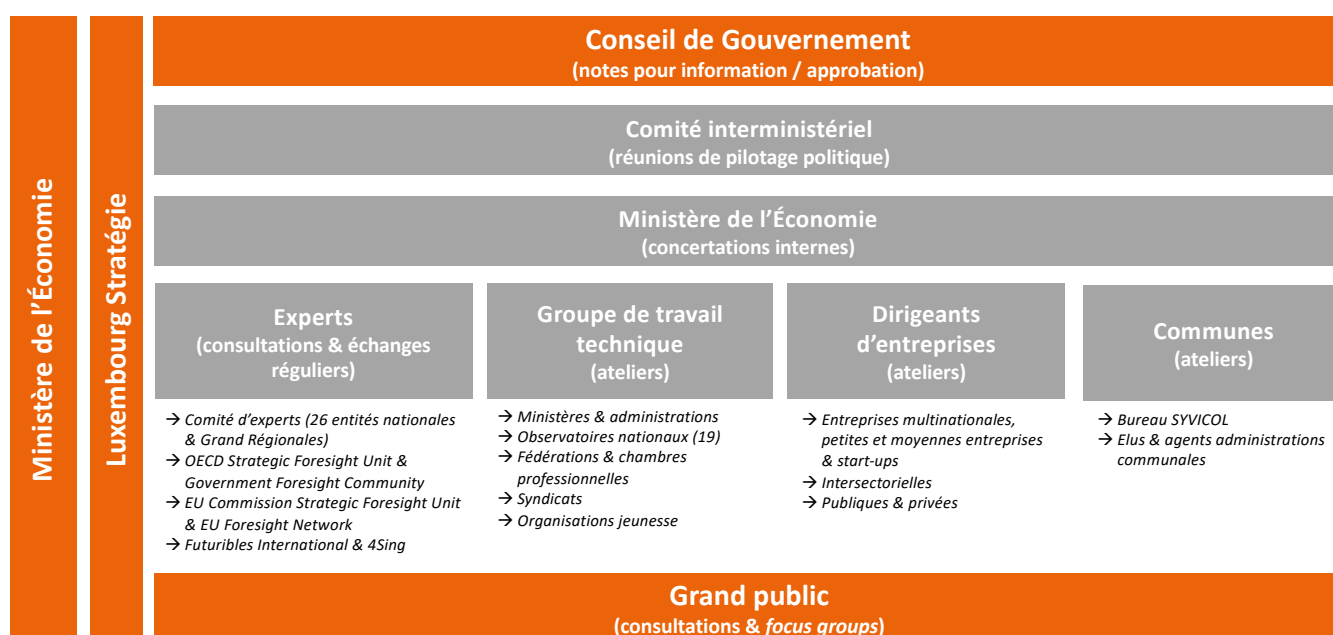 Ministère de l’Économie
Luxembourg Stratégie
Conseil de Gouvernement
(notes pour information / approbation)
Comité interministériel
(réunions de pilotage politique)
Ministère de l’Économie
(concertations internes)
Experts
(consultations & échanges
réguliers)
→ Comité d’experts (26 entités nationales
& Grand Régionales)
→ OECD Strategic Foresight Unit &
Government Foresight Community
→ EU Commission Strategic Foresight Unit
& EU Foresight Network
→ Futuribles International & 4Sing
Groupe de travail
technique
(ateliers)
→ Ministères & administrations
→ Observatoires nationaux (19)
→ Fédérations & chambres
professionnelles
→ Syndicats
→ Organisations jeunesse
Dirigeants
d’entreprises
(ateliers)
→ Entreprises multinationales,
petites et moyennes entreprises
& start-ups
→ Intersectorielles
→ Publiques & privées
Communes
(ateliers)
→ Bureau SYVICOL
→ Elus & agents administrations
communales
Grand public
(consultations & focus groups)